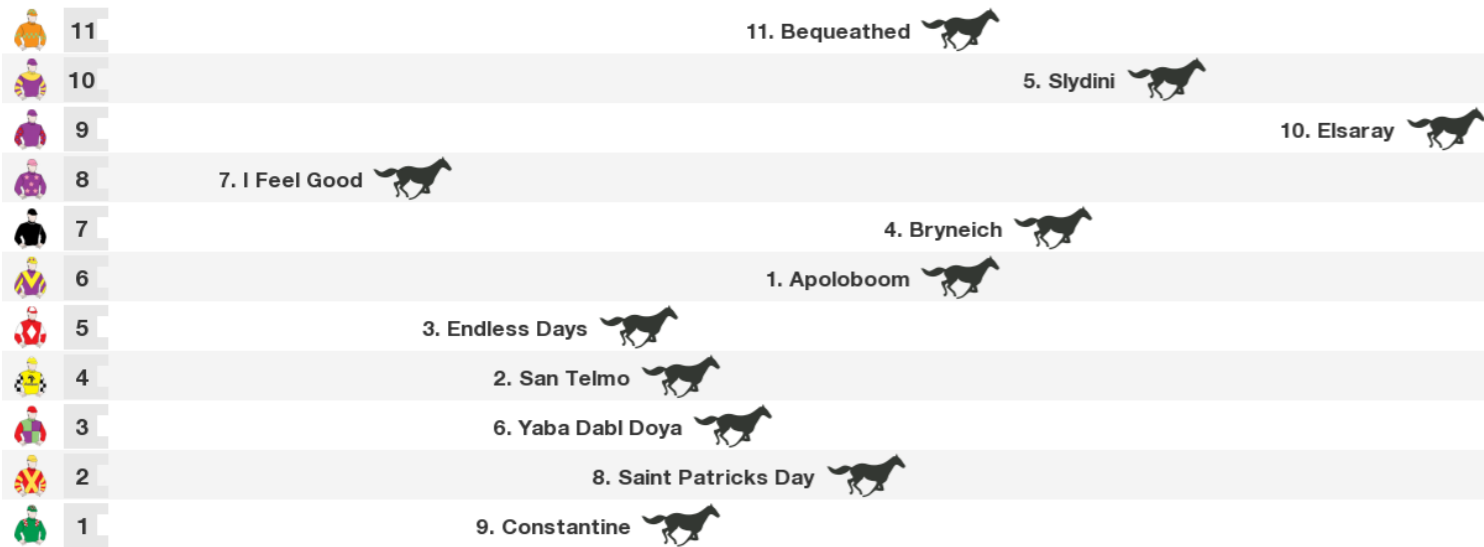 11 11. Bequeathed
10 5. Slydini
9 10. Elsaray
8 7. I Feel Good
7 4. Bryneich
6 1. Apoloboom
5 3. Endless Days
4 2. San Telmo
3 6. Yaba Dabl Doya
2 8. Saint Patricks Day
1 9. Constantine